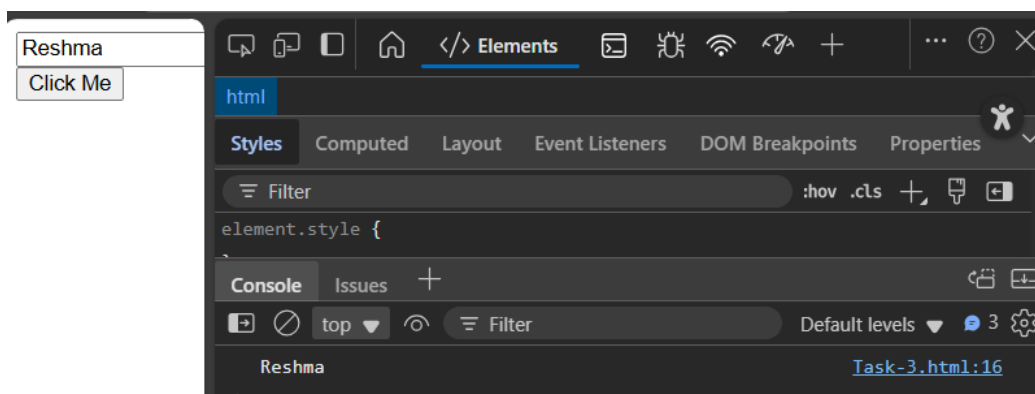 Reshma
Click Me
</> Elements
html
Styles Computed Layout Event Listeners DOM Breakpoints Properties
Filter :hov .cls
element.style {
Console Issues
top Filter Default levels 3
Reshma Task-3.html:16